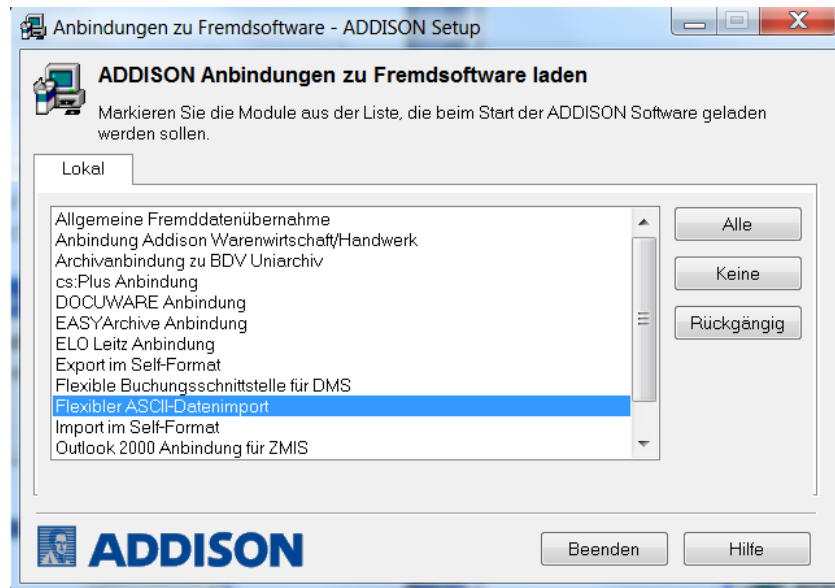 Anbindungen zu Fremdsoftware - ADDISON Setup
ADDISON Anbindungen zu Fremdsoftware laden
Markieren Sie die Module aus der Liste, die beim Start der ADDISON Software geladen
werden sollen.
Lokal
Allgemeine Fremddatenübernahme
Anbindung Addison Warenwirtschaft/Handwerk
Archivanbindung zu BDV Uniarchiv
cs:Plus Anbindung
DOCUWARE Anbindung
EASYArchive Anbindung
ELO Leitz Anbindung
Export im Self-Format
Flexible Buchungsschnittstelle für DMS
Flexibler ASCII-Datenimport
Import im Self-Format
Outlook 2000 Anbindung für ZMIS
Alle
Keine
Rückgängig
ADDISON
Beenden
Hilfe